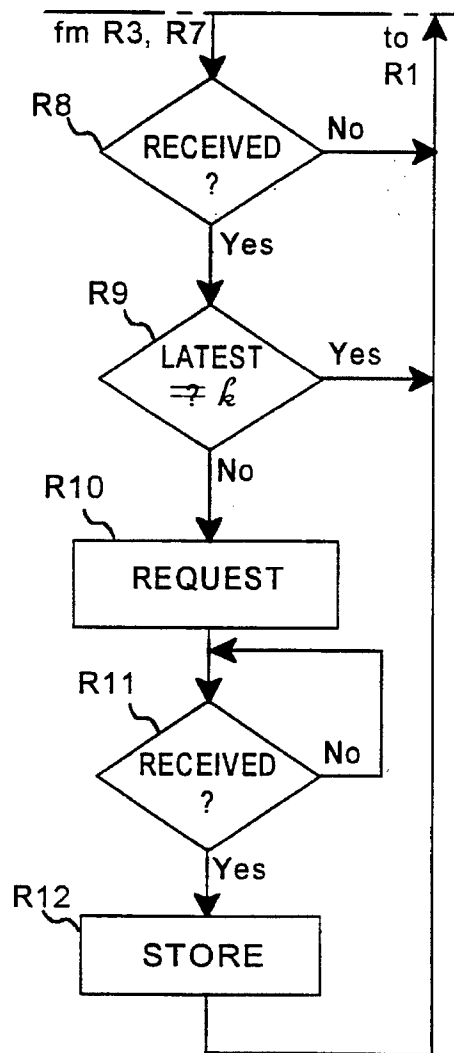 fm R3, R7
to
R1
R8
RECEIVED
?
No
Yes
R9
LATEST
=? k
Yes
No
R10
REQUEST
R11
RECEIVED
?
No
Yes
R12
STORE